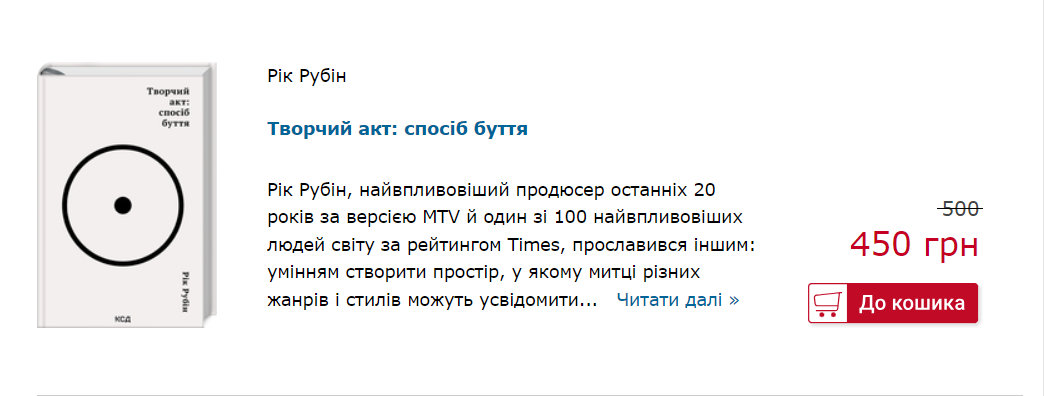 Творчий
акт:
спосіб
буття
Рік Рубін
КСД
Рік Рубін
Творчий акт: спосіб буття
Рік Рубін, найвпливовіший продюсер останніх 20
років за версією MTV й один зі 100 найвпливовіших
людей світу за рейтингом Times, прославився іншим:
умінням створити простір, у якому митці різних
жанрів і стилів можуть усвідомити... Читати далі »
500
450 грн
До кошика